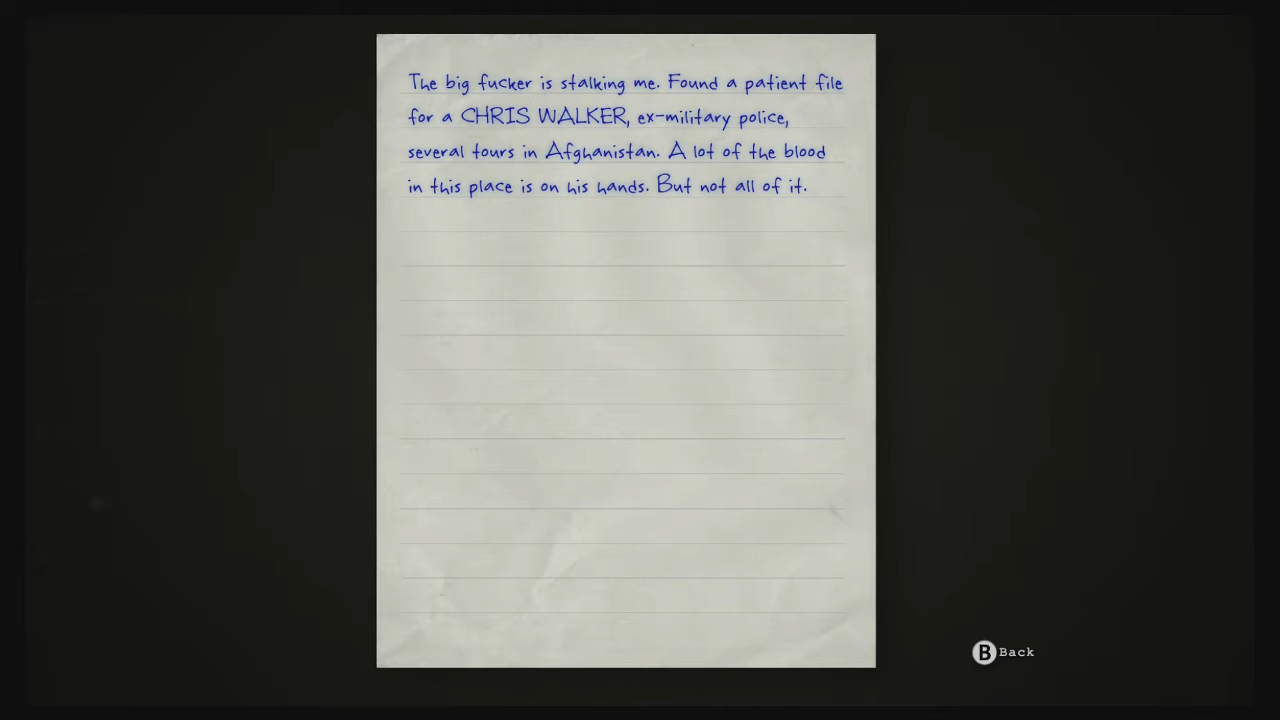 The big fucker is stalking me. Found a patient file
for a CHRIS WALKER, ex-military police,
several tours in Afghanistan. A lot of the blood
in this place is on his hands. But not all of it.
B Back